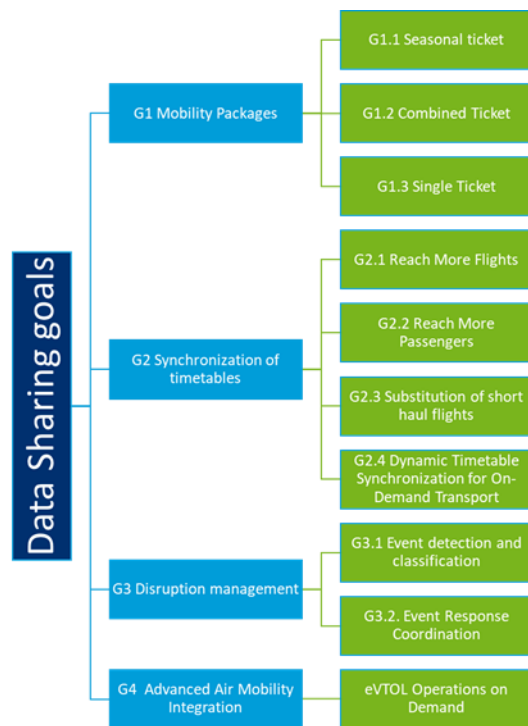 Data Sharing goals
G1 Mobility Packages
G1.1 Seasonal ticket
G1.2 Combined Ticket
G1.3 Single Ticket
G2 Synchronization of
timetables
G2.1 Reach More Flights
G2.2 Reach More
Passengers
G2.3 Substitution of short
haul flights
G2.4 Dynamic Timetable
Synchronization for On-
Demand Transport
G3 Disruption management
G3.1 Event detection and
classification
G3.2. Event Response
Coordination
G4 Advanced Air Mobility
Integration
eVTOL Operations on
Demand